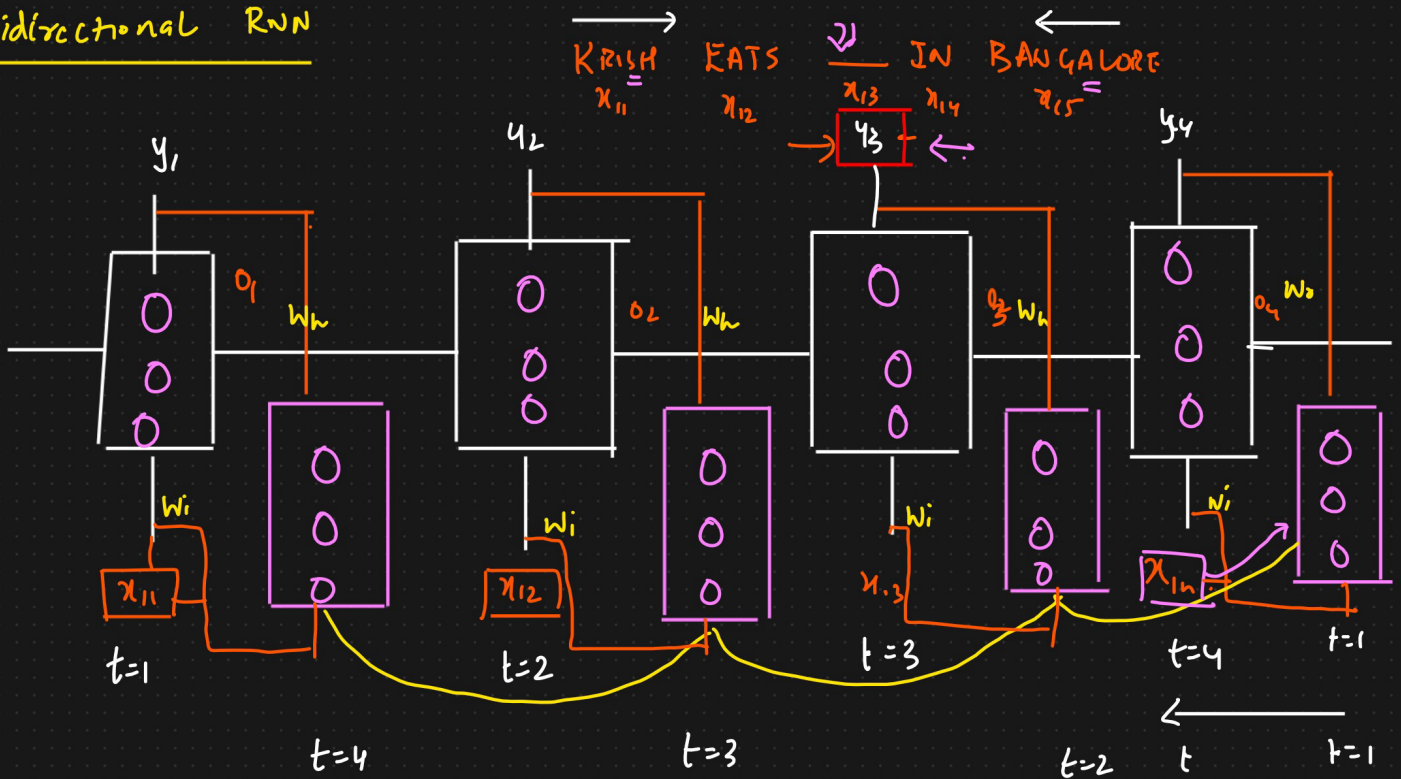 idirectional RNN
KRISH EATS ___ IN BANGALORE
x11 x12 x13 x14 x15
y1 y2 y3 y4
O1 O2 O3 O4
Wh Wh Wh
Wi Wi Wi Wi
x11 x12 x13 x1n
t=1 t=2 t=3 t=4 t=1
t=4 t=3 t=2 t t=1